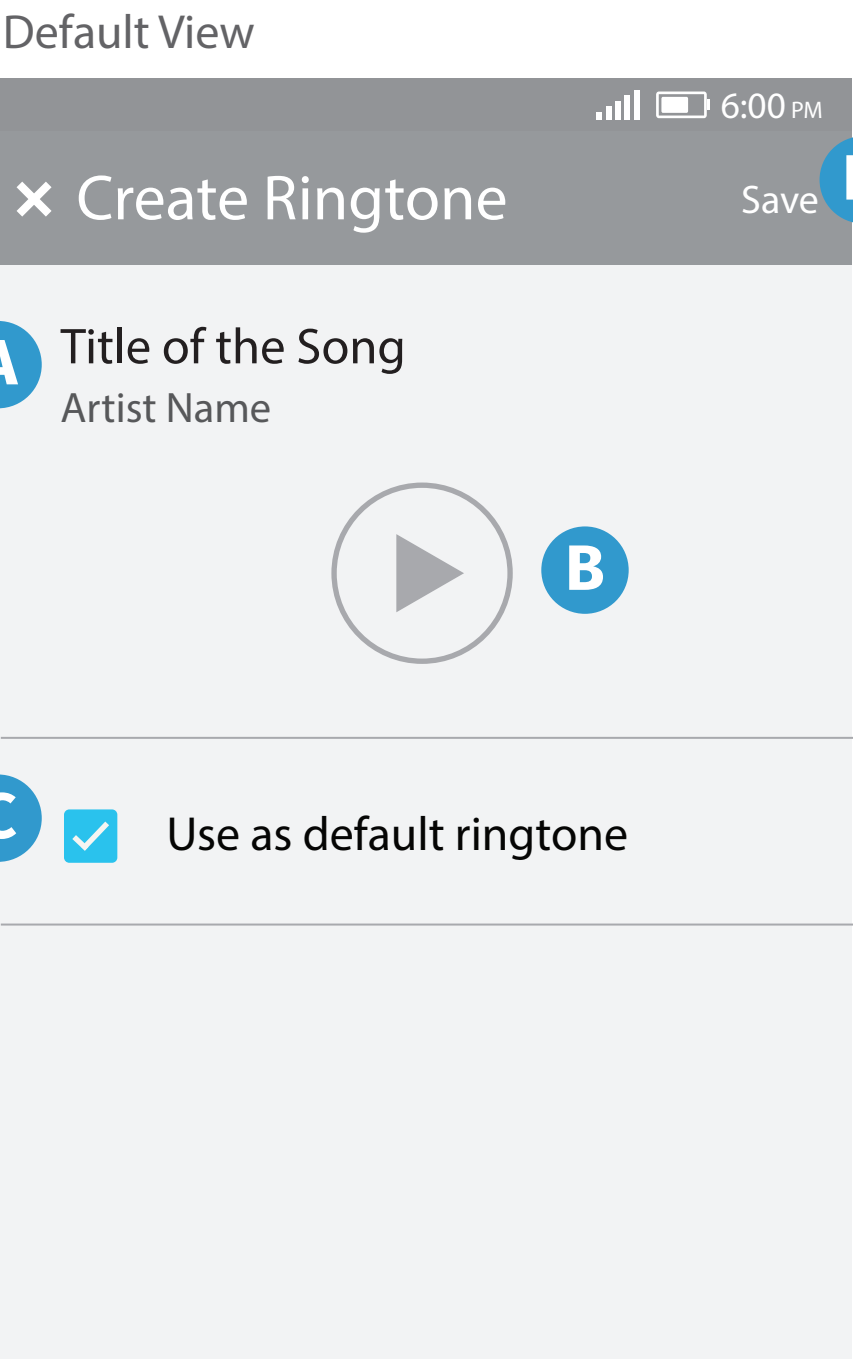 Default View
6:00 PM
Create Ringtone
Save
A
Title of the Song
Artist Name
B
C
Use as default ringtone